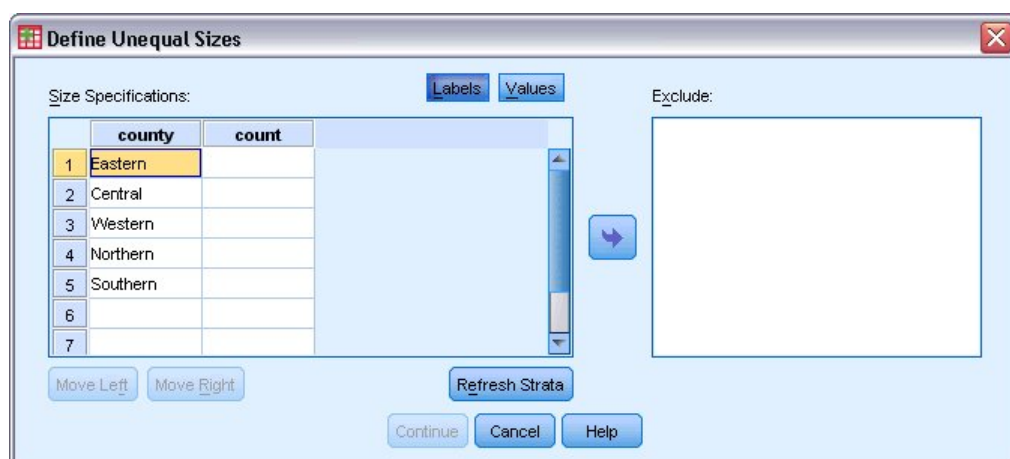 Define Unequal Sizes
Size Specifications:
Labels Values
Exclude:
county count
1 Eastern
2 Central
3 Western
4 Northern
5 Southern
6
7
Move Left Move Right Refresh Strata
Continue Cancel Help